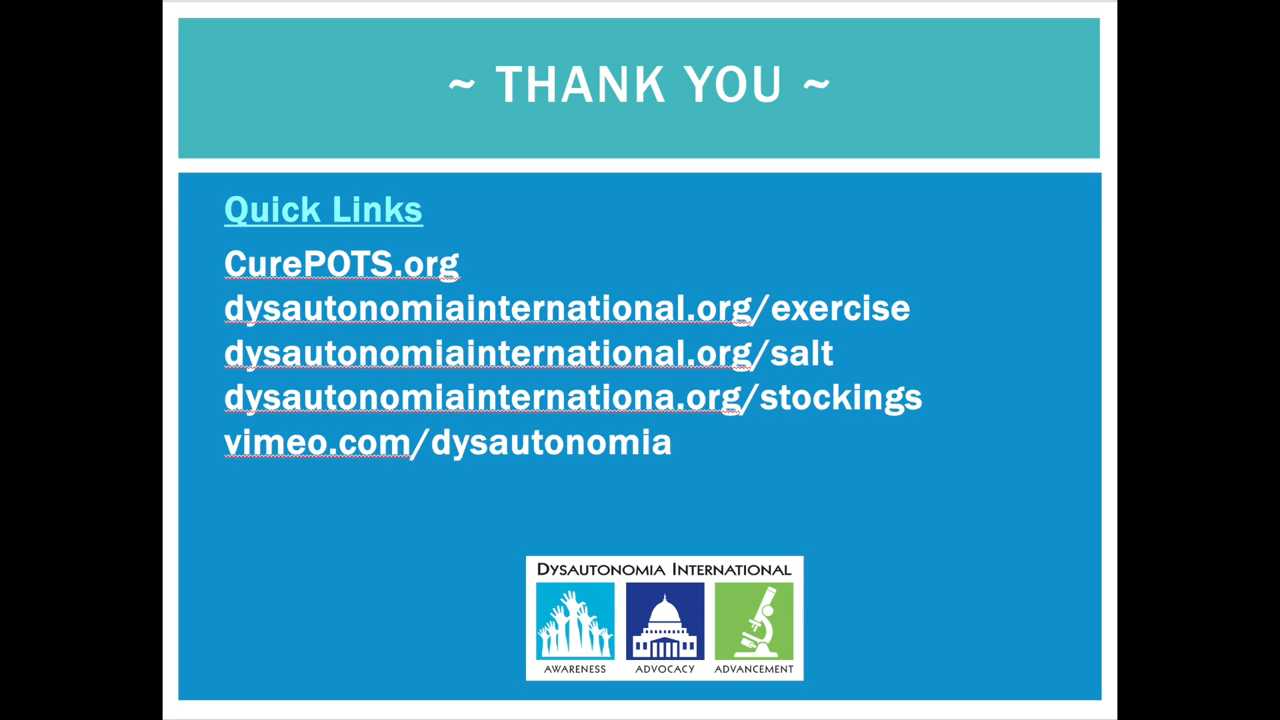 ~ THANK YOU ~
Quick Links
CurePOTS.org
dysautonomiainternational.org/exercise
dysautonomiainternational.org/salt
dysautonomiainternationa.org/stockings
vimeo.com/dysautonomia
DYSAUTONOMIA INTERNATIONAL
AWARENESS ADVOCACY ADVANCEMENT